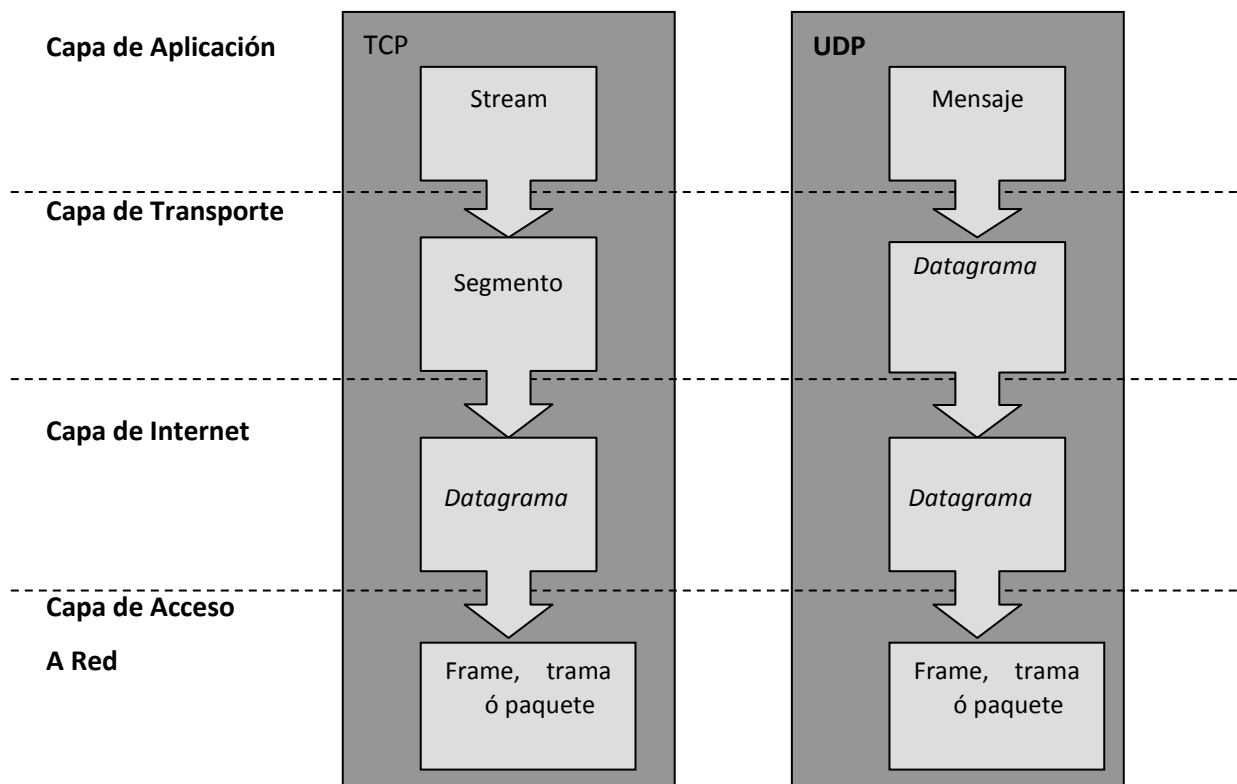 Capa de Aplicación
TCP
UDP
Stream
Mensaje
Capa de Transporte
Segmento
Datagrama
Capa de Internet
Datagrama
Datagrama
Capa de Acceso
A Red
Frame, trama
ó paquete
Frame, trama
ó paquete